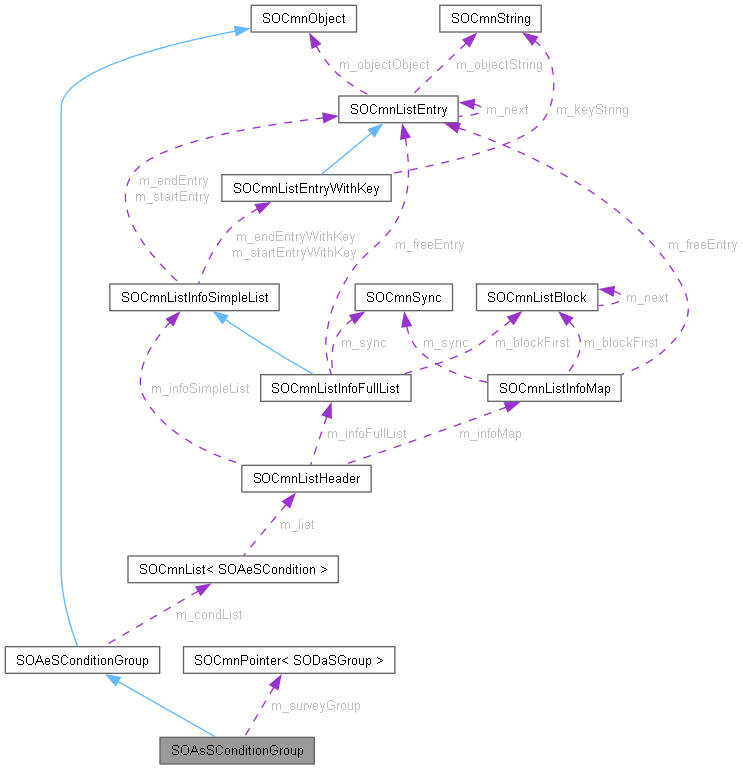 SOCmnObject
SOCmnString
m_objectObject
m_objectString
SOCmnListEntry
m_next
m_keyString
m_endEntry
m_startEntry
SOCmnListEntryWithKey
m_endEntryWithKey
m_startEntryWithKey
m_freeEntry
m_freeEntry
SOCmnListInfoSimpleList
SOCmnSync
SOCmnListBlock
m_next
m_sync
m_sync
m_blockFirst
m_blockFirst
m_infoSimpleList
SOCmnListInfoFullList
SOCmnListInfoMap
m_infoFullList
m_infoMap
SOCmnListHeader
m_list
SOCmnList< SOAeSCondition >
m_condList
SOAeSConditionGroup
SOCmnPointer< SODaSGroup >
m_surveyGroup
SOAsSConditionGroup